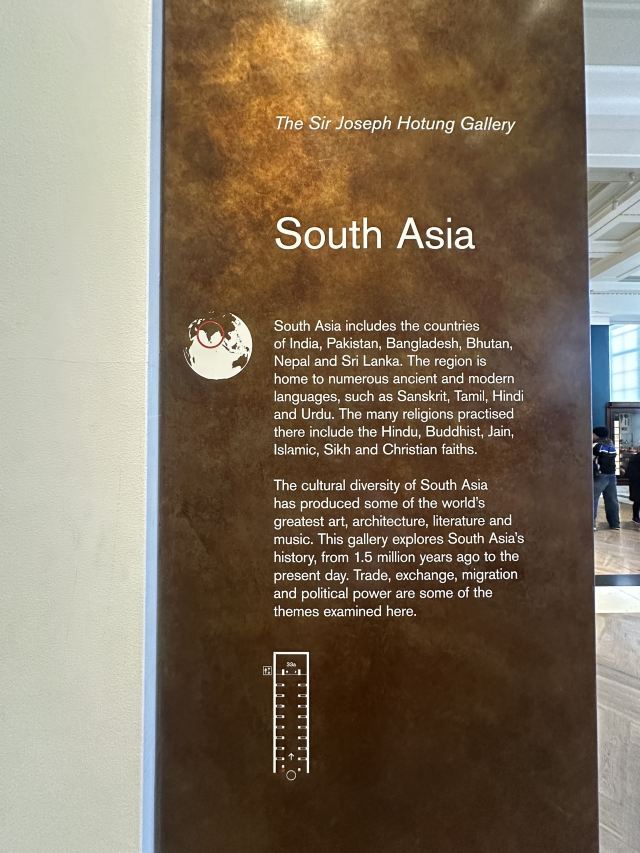 The Sir Joseph Hotung Gallery
South Asia
South Asia includes the countries
of India, Pakistan, Bangladesh, Bhutan,
Nepal and Sri Lanka. The region is
home to numerous ancient and modern
languages, such as Sanskrit, Tamil, Hindi
and Urdu. The many religions practised
there include the Hindu, Buddhist, Jain,
Islamic, Sikh and Christian faiths.
The cultural diversity of South Asia
has produced some of the world's
greatest art, architecture, literature and
music. This gallery explores South Asia's
history, from 1.5 million years ago to the
present day. Trade, exchange, migration
and political power are some of the
themes examined here.
33a